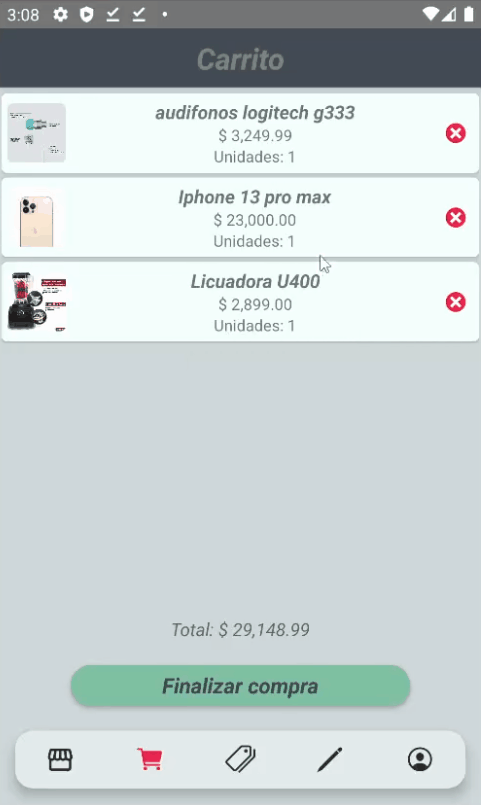 3:08
Carrito
audifonos logitech g333
$ 3,249.99
Unidades: 1
Iphone 13 pro max
$ 23,000.00
Unidades: 1
Licuadora U400
$ 2,899.00
Unidades: 1
Total: $ 29,148.99
Finalizar compra